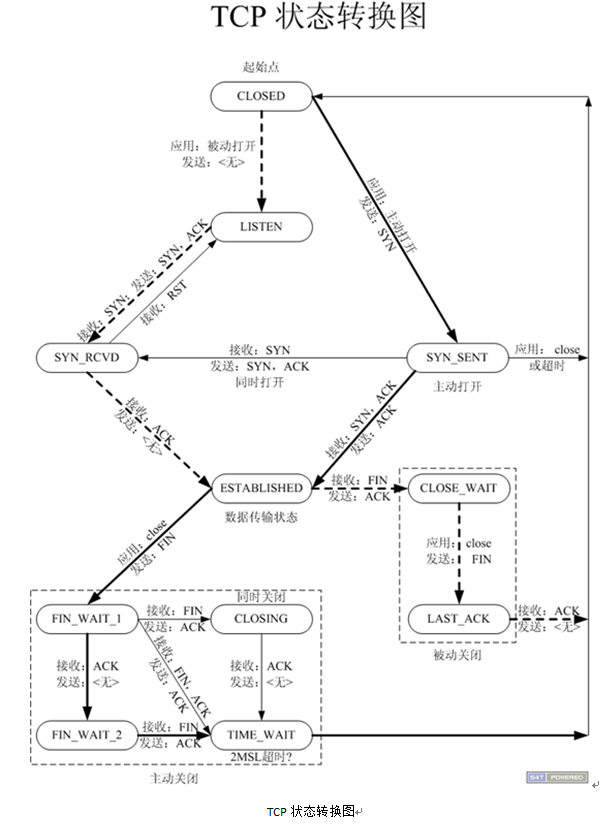 TCP 状态转换图
起始点
CLOSED
应用：被动打开
发送：<无>
应用：主动打开
发送：SYN
LISTEN
接收：SYN；发送：SYN，ACK
接收：RST
SYN_RCVD
接收：SYN
发送：SYN，ACK
同时打开
SYN_SENT
主动打开
应用： close
或超时
接收：ACK
发送：<无>
接收：SYN，ACK
发送：ACK
ESTABLISHED
数据传输状态
接收：FIN
发送：ACK
CLOSE_WAIT
应用： close
发送： FIN
LAST_ACK
接收：ACK
发送：<无>
被动关闭
应用：close
发送：FIN
同时关闭
FIN_WAIT_1
接收：FIN
发送：ACK
CLOSING
接收：ACK
发送：<无>
接收：FIN，ACK
发送：ACK
接收：ACK
发送：<无>
FIN_WAIT_2
接收：FIN
发送：ACK
TIME_WAIT
2MSL超时?
主动关闭
S4T POWERED
TCP 状态转换图